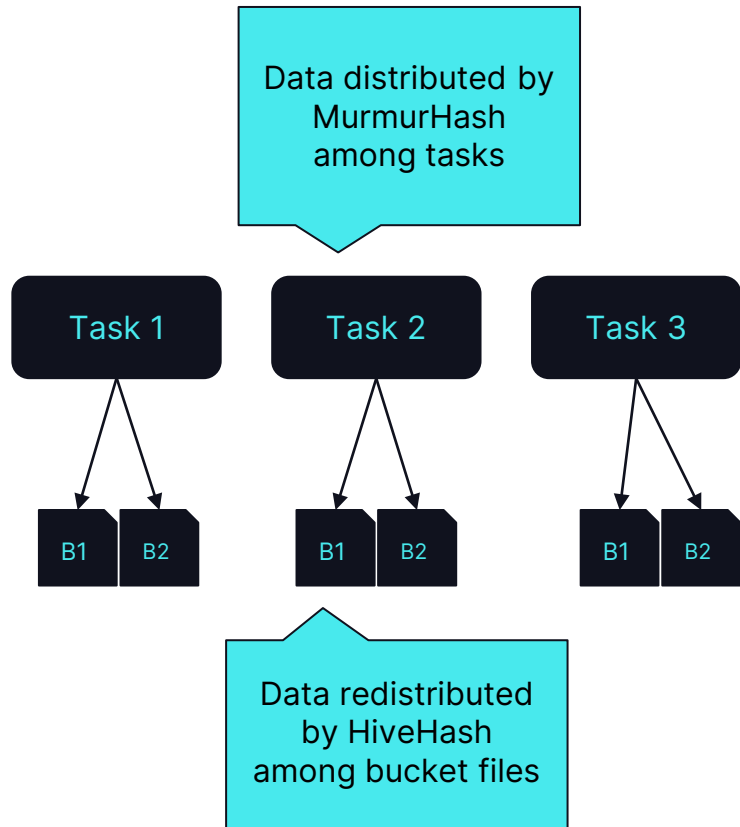 Data distributed by
MurmurHash
among tasks
Task 1
Task 2
Task 3
B1
B2
B1
B2
B1
B2
Data redistributed
by HiveHash
among bucket files